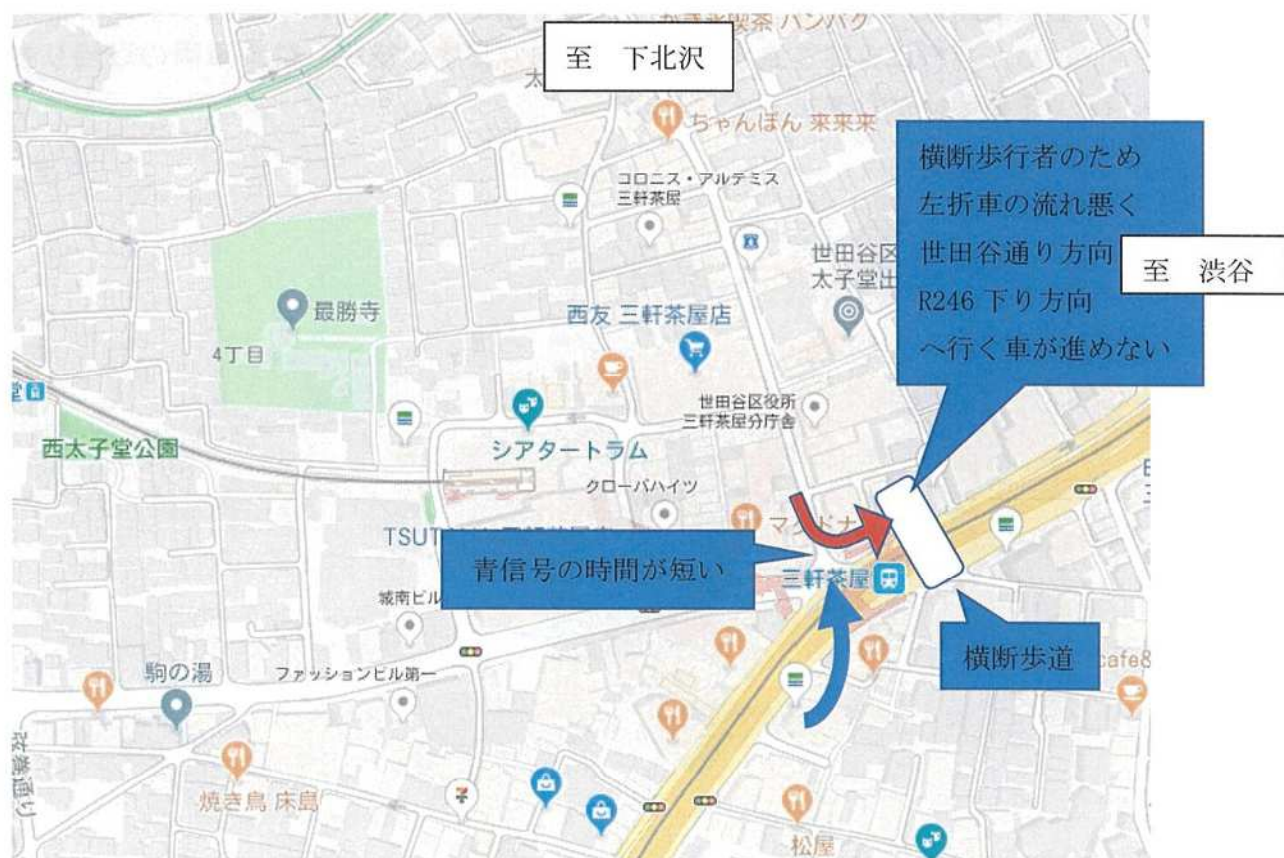 至 下北沢
ちゃんぽん 來来来
コロニス・アルテミス
三軒茶屋
横断歩行者のため
左折車の流れ悪く
世田谷通り方向
R246 下り方向
へ行く車が進めない
至 渋谷
世田谷区
太子堂出
最勝寺
4丁目
西友 三軒茶屋店
世田谷区役所
三軒茶屋分庁舎
西太子堂公園
シアタートラム
クローバハイツ
マクドナ
TSUT
青信号の時間が短い
三軒茶屋
城南ビル
横断歩道
cafe&
駒の湯
ファッションビル第一
焼き鳥 床島
松屋